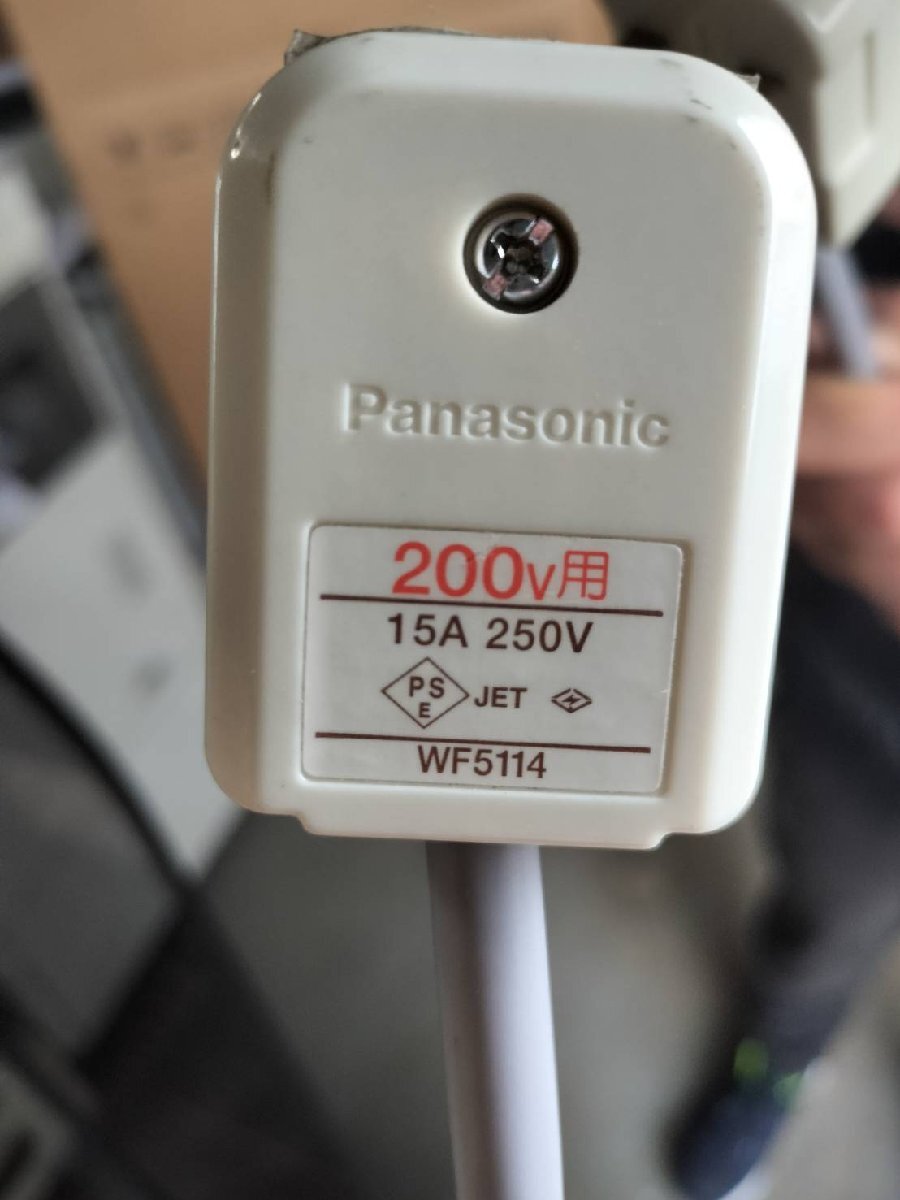 Panasonic
200V用
15A 250V
PS
E JET
WF5114